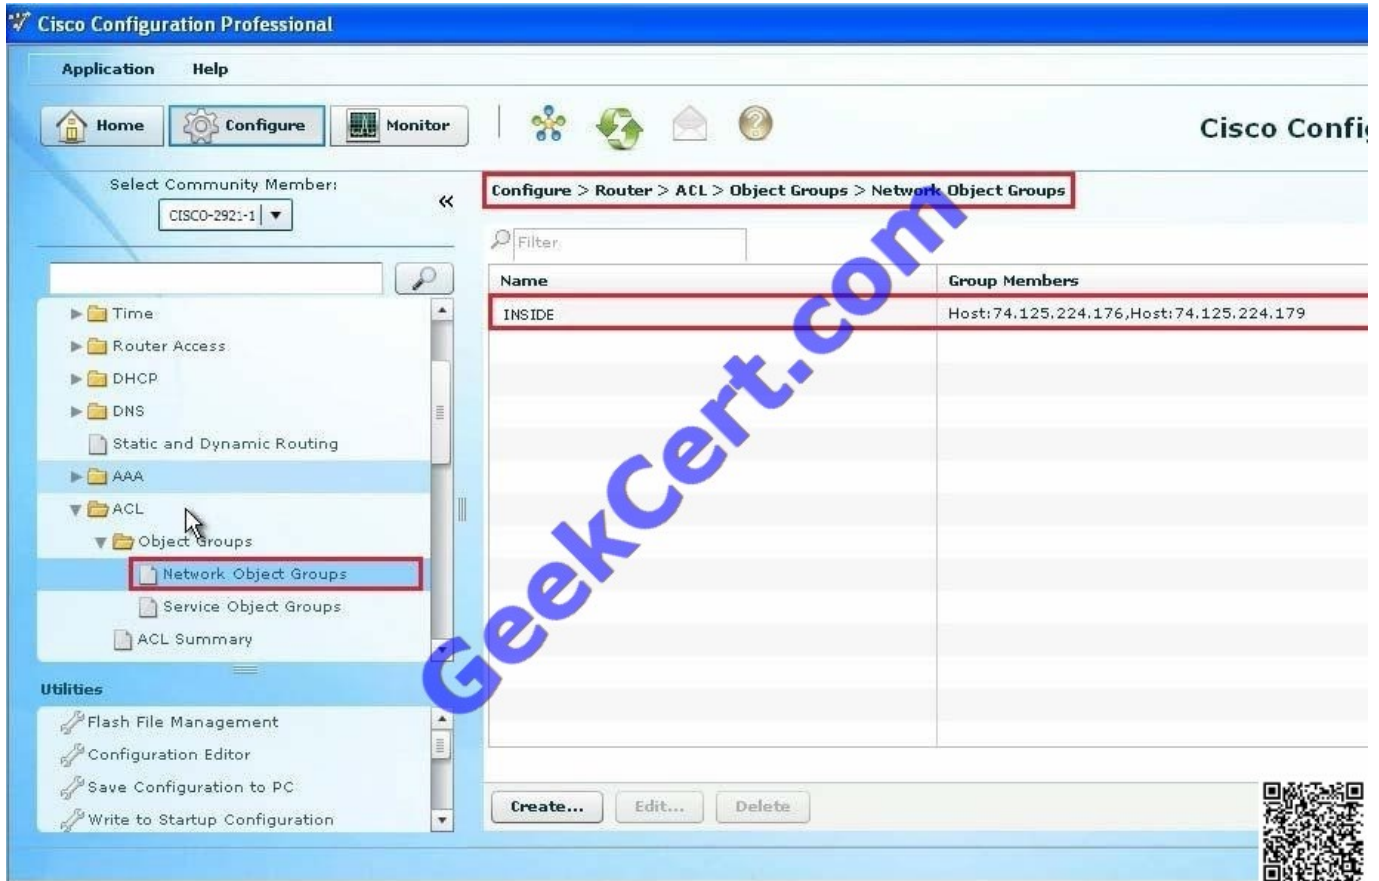 Cisco Configuration Professional
Application Help
Home Configure Monitor
Cisco Config
Select Community Member:
CISCO-2921-1
Configure > Router > ACL > Object Groups > Network Object Groups
Filter
Name Group Members
INSIDE Host:74.125.224.176,Host:74.125.224.179
Time
Router Access
DHCP
DNS
Static and Dynamic Routing
AAA
ACL
Object Groups
Network Object Groups
Service Object Groups
ACL Summary
Utilities
Flash File Management
Configuration Editor
Save Configuration to PC
Write to Startup Configuration
Create... Edit... Delete
GeekCert.com